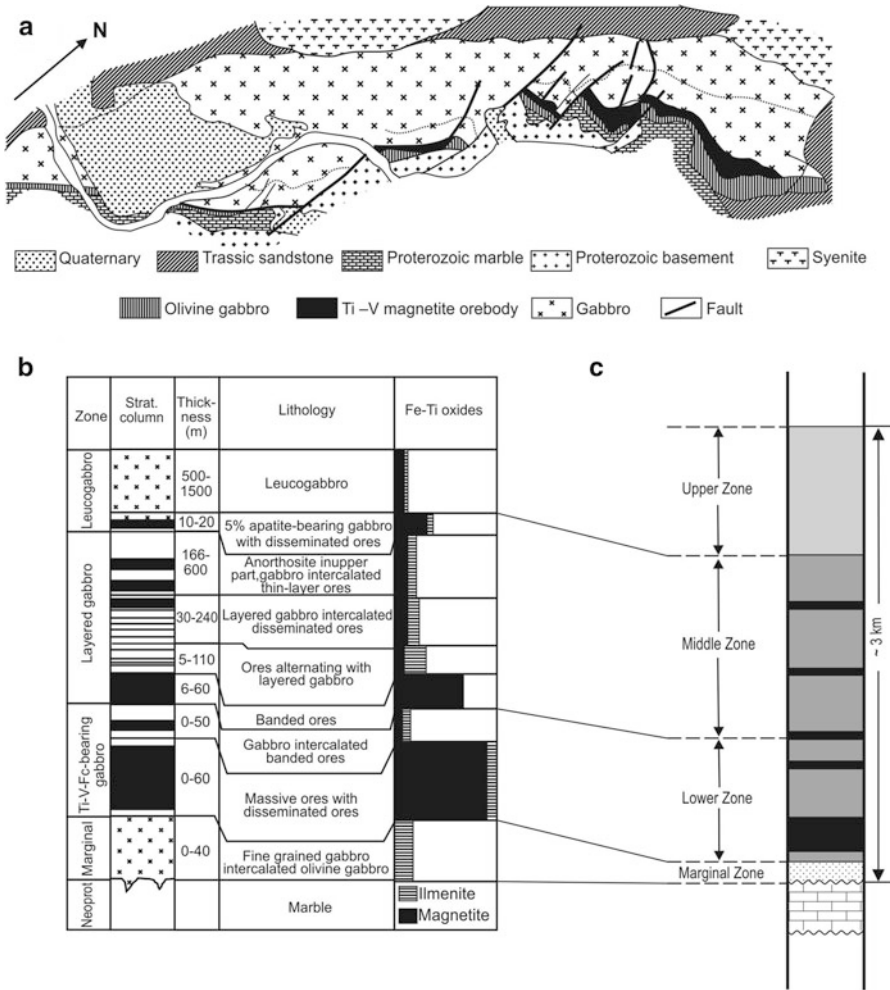 a
N
Quaternary
Trassic sandstone
Proterozoic marble
Proterozoic basement
Syenite
Olivine gabbro
Ti –V magnetite orebody
Gabbro
Fault
b
Zone
Strat.
column
Thick-
ness
(m)
Lithology
Fe-Ti oxides
Leucogabbro
500-
1500
Leucogabbro
10-20
5% apatite-bearing gabbro
with disseminated ores
Layered gabbro
166-
600
Anorthosite inupper
part,gabbro intercalated
thin-layer ores
30-240
Layered gabbro intercalated
disseminated ores
5-110
Ores alternating with
layered gabbro
6-60
Ti-V-Fc-bearing
gabbro
0-50
Banded ores
Gabbro intercalated
banded ores
0-60
Massive ores with
disseminated ores
Marginal
0-40
Fine grained gabbro
intercalated olivine gabbro
Neoprot
Marble
Ilmenite
Magnetite
c
Upper Zone
Middle Zone
Lower Zone
Marginal Zone
~ 3 km